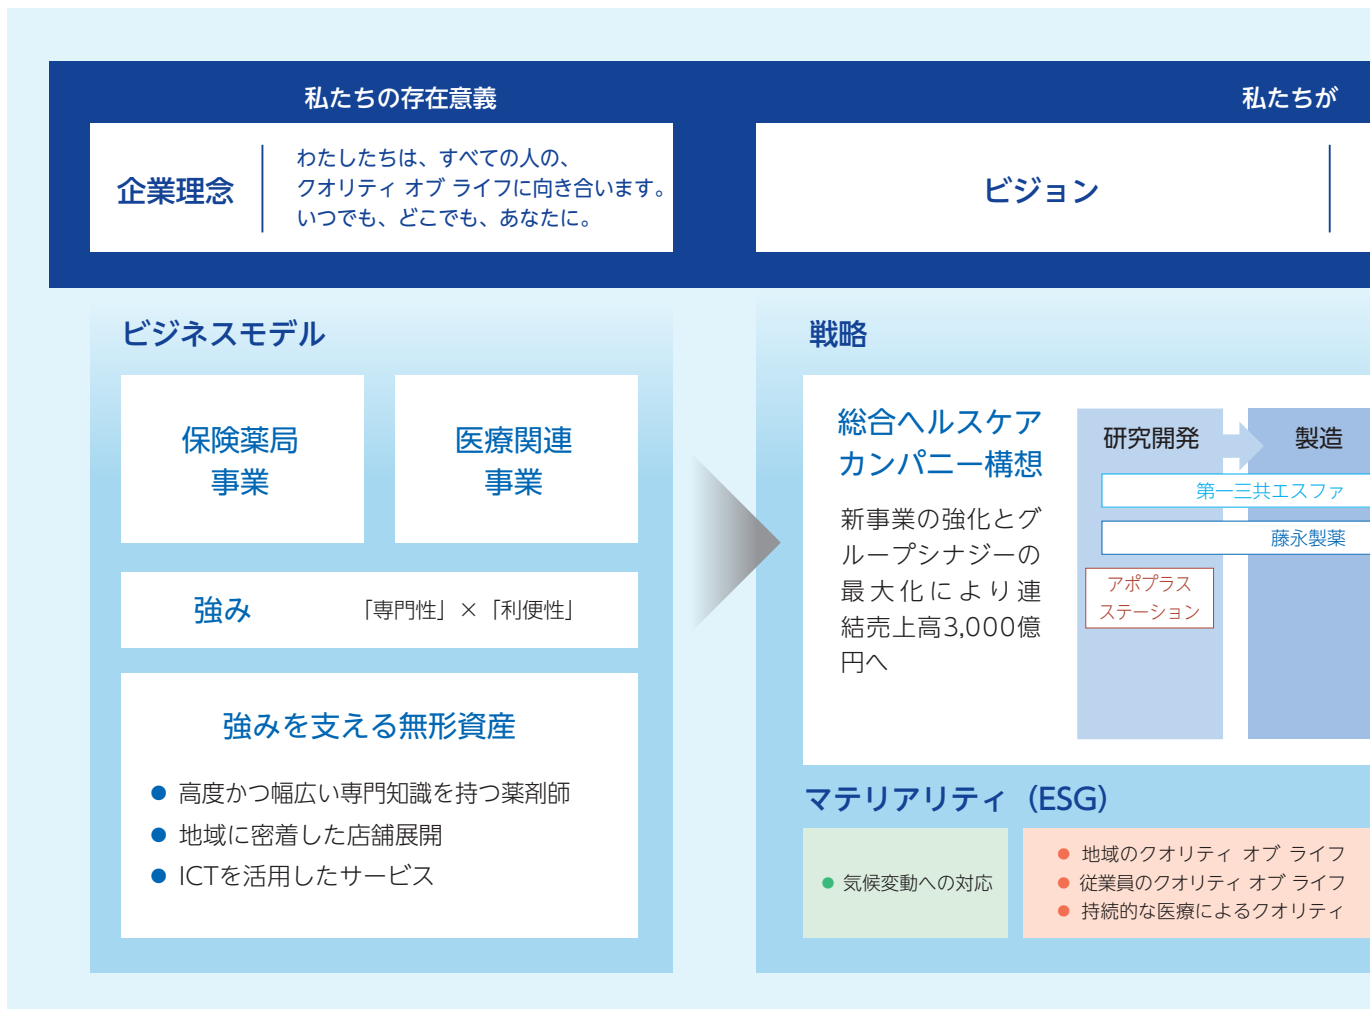 私たちの存在意義
企業理念
わたしたちは、すべての人の、
クオリティ オブ ライフに向き合います。
いつでも、どこでも、あなたに。
私たちが
ビジョン
ビジネスモデル
保険薬局
事業
医療関連
事業
強み
「専門性」×「利便性」
強みを支える無形資産
● 高度かつ幅広い専門知識を持つ薬剤師
● 地域に密着した店舗展開
● ICTを活用したサービス
戦略
総合ヘルスケア
カンパニー構想
新事業の強化とグ
ループシナジーの
最大化により連
結売上高3,000億
円へ
研究開発
製造
第一三共エスファ
藤永製薬
アポプラス
ステーション
マテリアリティ（ESG）
● 気候変動への対応
● 地域のクオリティ オブ ライフ
● 従業員のクオリティ オブ ライフ
● 持続的な医療によるクオリティ